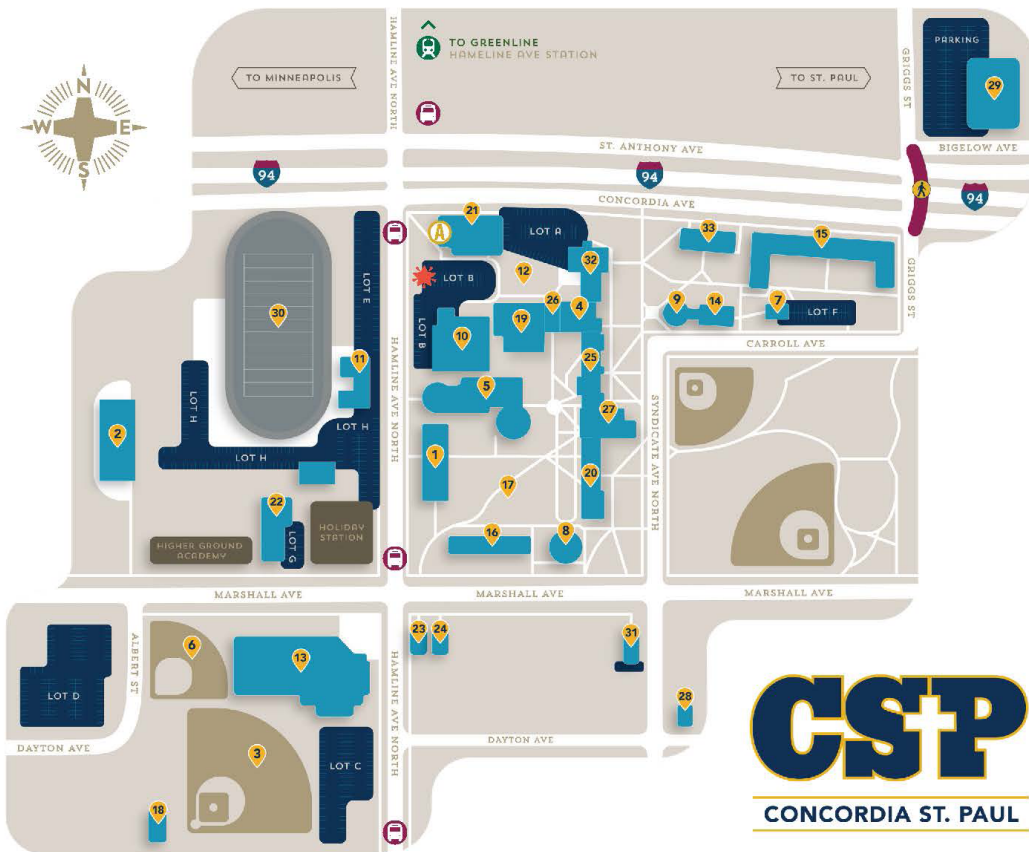 HAMLINE AVE NORTH
TO GREENLINE
HAMELINE AVE STATION
TO MINNEAPOLIS
TO ST. PAUL
GRIGGS ST
PARKING
29
BIGELOW AVE
N
W E
S
ST. ANTHONY AVE
94
94
94
CONCORDIA AVE
21
A
LOT A
33
15
GRIGGS ST
12
32
LOT B
LOT E
30
26
4
9
14
7
LOT F
19
10
LOT B
CARROLL AVE
11
25
5
HAMLINE AVE NORTH
SYNDICATE AVE NORTH
27
LOT H
LOT H
LOT H
2
1
17
20
22
LOT G
HOLIDAY
STATION
HIGHER GROUND
ACADEMY
16
8
MARSHALL AVE
MARSHALL AVE
MARSHALL AVE
ALBERT ST
6
13
23
24
31
HAMLINE AVE NORTH
LOT D
28
DAYTON AVE
DAYTON AVE
3
LOT C
18
CSP
CONCORDIA ST. PAUL